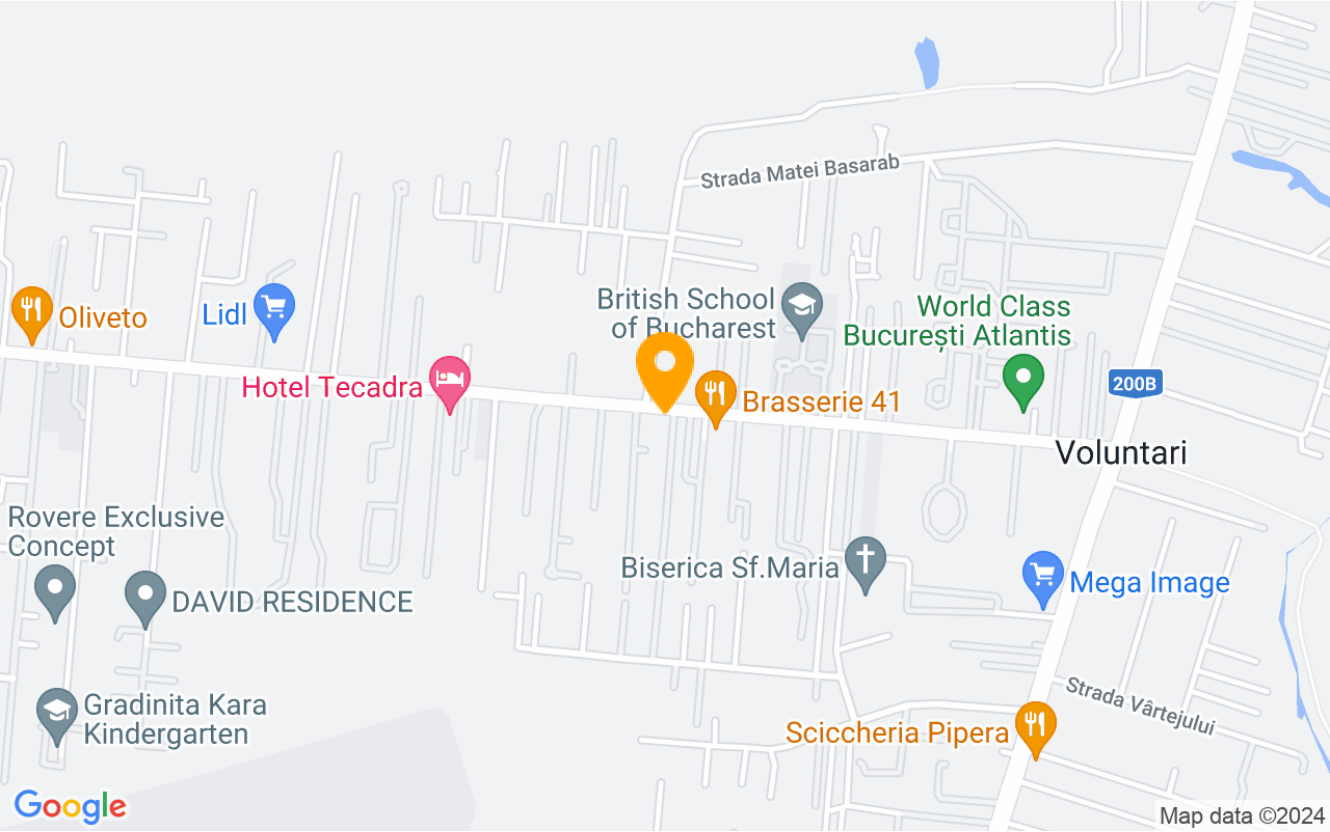 Strada Matei Basarab
British School
of Bucharest
World Class
București Atlantis
Oliveto
Lidl
Hotel Tecadra
Brasserie 41
200B
Voluntari
Rovere Exclusive
Concept
DAVID RESIDENCE
Biserica Sf.Maria
Mega Image
Gradinita Kara
Kindergarten
Strada Vârtejului
Sciccheria Pipera
Google
Map data ©2024